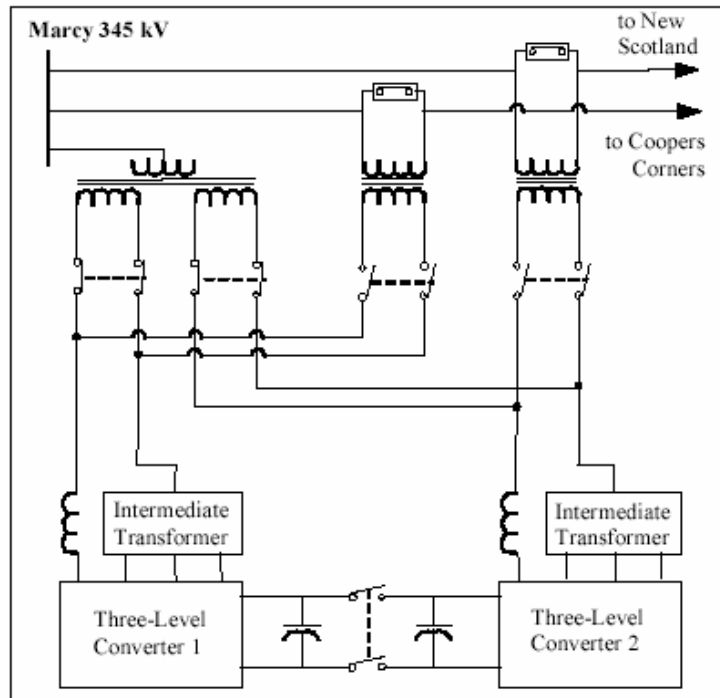 Marcy 345 kV
to New
Scotland
to Coopers
Corners
Intermediate
Transformer
Intermediate
Transformer
Three-Level
Converter 1
Three-Level
Converter 2